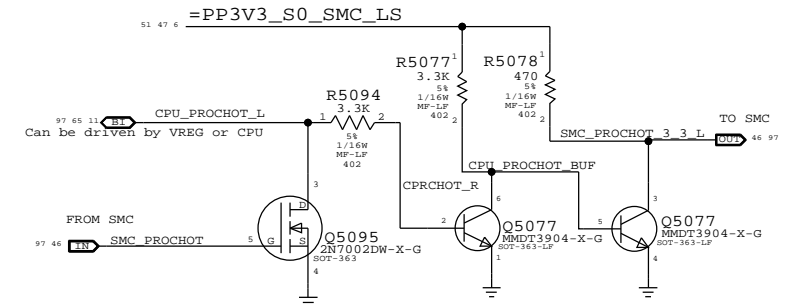 51 47 6 =PP3V3_S0_SMC_LS
R5077 1
3.3K
5%
1/16W
MF-LF
402
2
R5078 1
470
5%
1/16W
MF-LF
402
2
R5094
1 3.3K 2
5%
1/16W
MF-LF
402
97 65 11 BI CPU_PROCHOT_L
Can be driven by VREG or CPU
TO SMC
SMC_PROCHOT_3_3_L OUT 46 97
CPU_PROCHOT_BUF
CPRCHOT_R
FROM SMC
97 46 IN SMC_PROCHOT
3
D
5 G S
4
Q5095
2N7002DW-X-G
SOT-363
6
2
1
Q5077
MMDT3904-X-G
SOT-363-LF
3
5
4
Q5077
MMDT3904-X-G
SOT-363-LF